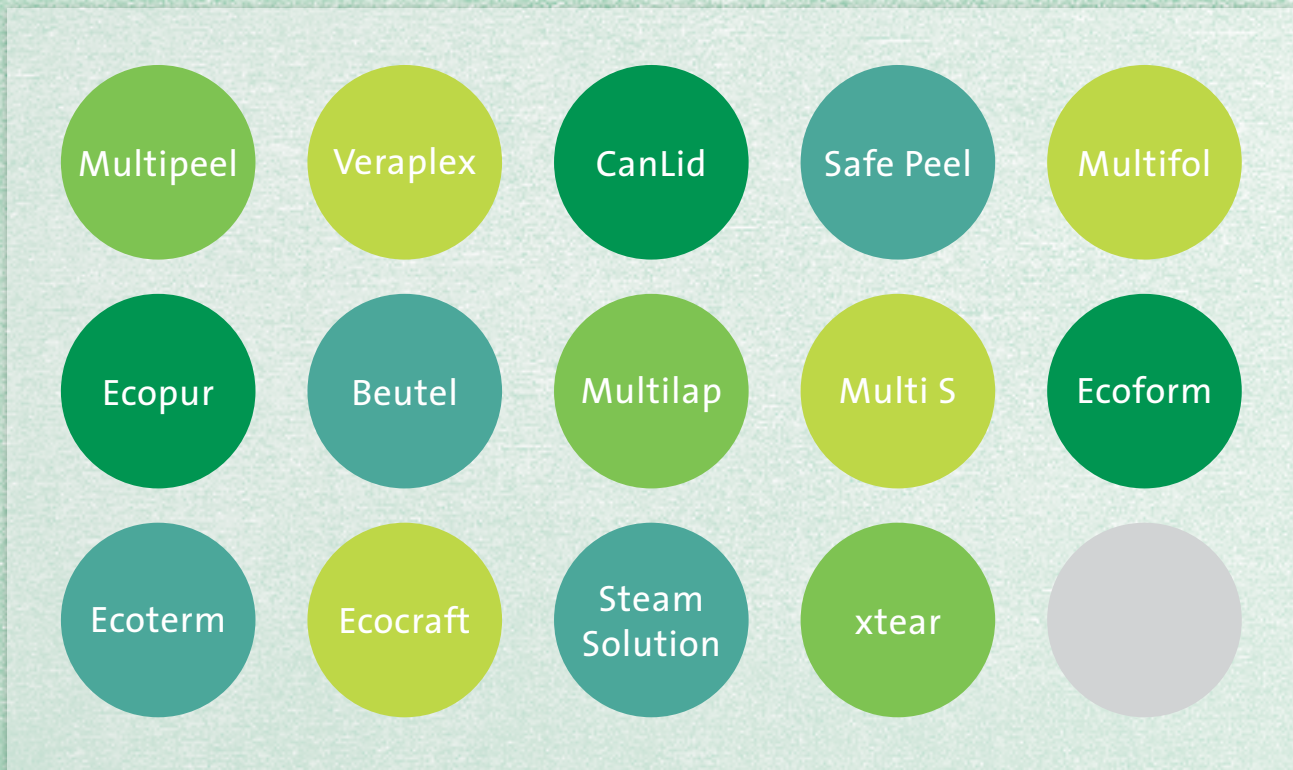 Multipeel
Veraplex
CanLid
Safe Peel
Multifol
Ecopur
Beutel
Multilap
Multi S
Ecoform
Ecoterm
Ecocraft
Steam
Solution
xtear